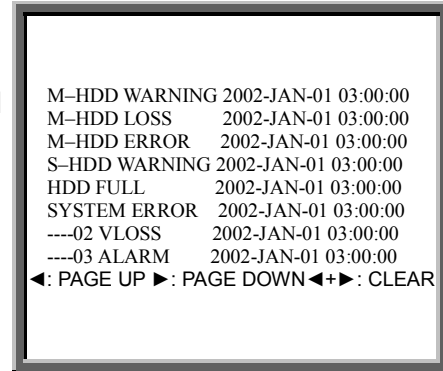 M–HDD WARNING 2002-JAN-01 03:00:00
M–HDD LOSS 2002-JAN-01 03:00:00
M–HDD ERROR 2002-JAN-01 03:00:00
S–HDD WARNING 2002-JAN-01 03:00:00
HDD FULL 2002-JAN-01 03:00:00
SYSTEM ERROR 2002-JAN-01 03:00:00
----02 VLOSS 2002-JAN-01 03:00:00
----03 ALARM 2002-JAN-01 03:00:00
◄: PAGE UP ►: PAGE DOWN◄+►: CLEAR